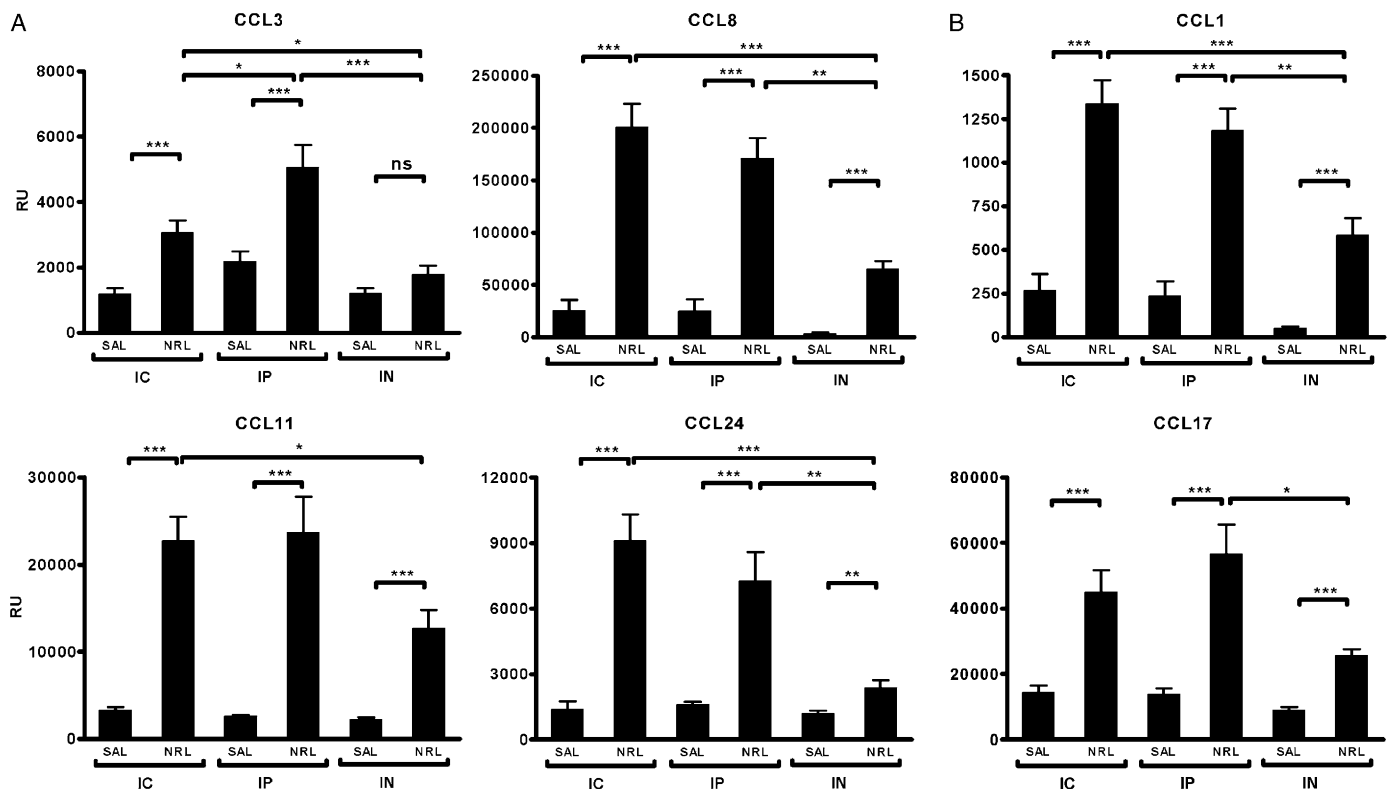 A
CCL3
*
* ***
***
***
ns
8000
6000
4000
2000
0
RU
SAL NRL SAL NRL SAL NRL
IC IP IN
CCL8
*** ***
*** **
***
250000
200000
150000
100000
50000
0
SAL NRL SAL NRL SAL NRL
IC IP IN
B
CCL1
*** ***
*** **
***
1500
1250
1000
750
500
250
0
SAL NRL SAL NRL SAL NRL
IC IP IN
CCL11
*** *
***
***
30000
20000
10000
0
RU
SAL NRL SAL NRL SAL NRL
IC IP IN
CCL24
*** ***
*** **
**
12000
9000
6000
3000
0
SAL NRL SAL NRL SAL NRL
IC IP IN
CCL17
*** *** *
***
80000
60000
40000
20000
0
SAL NRL SAL NRL SAL NRL
IC IP IN